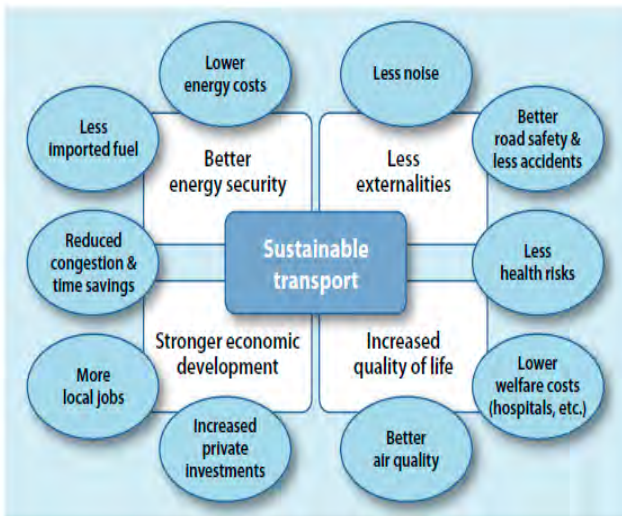 Lower
energy costs
Less noise
Less
imported fuel
Better
road safety &
less accidents
Better
energy security
Less
externalities
Reduced
congestion &
time savings
Sustainable
transport
Less
health risks
Stronger economic
development
Increased
quality of life
More
local jobs
Lower
welfare costs
(hospitals, etc.)
Increased
private
investments
Better
air quality